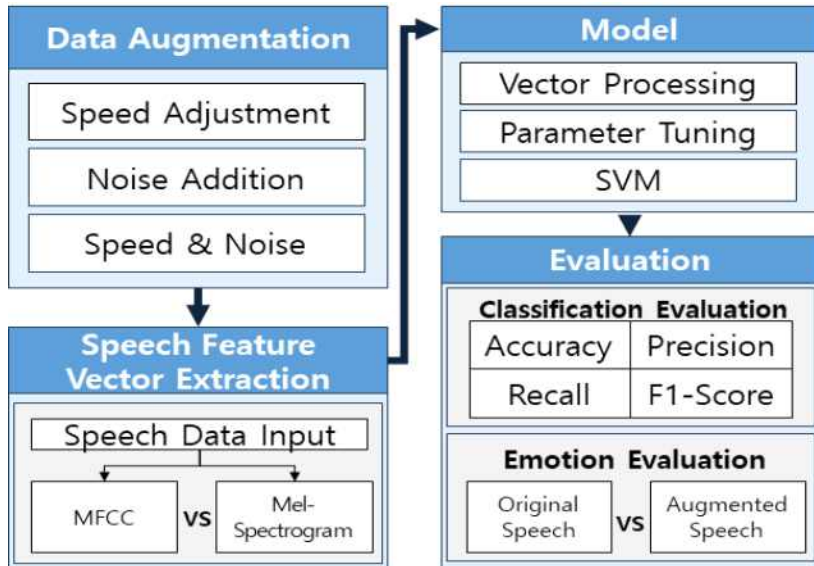 Data Augmentation
Speed Adjustment
Noise Addition
Speed & Noise
Speech Feature
Vector Extraction
Speech Data Input
MFCC
VS
Mel-
Spectrogram
Model
Vector Processing
Parameter Tuning
SVM
Evaluation
Classification Evaluation
Accuracy
Precision
Recall
F1-Score
Emotion Evaluation
Original
Speech
VS
Augmented
Speech